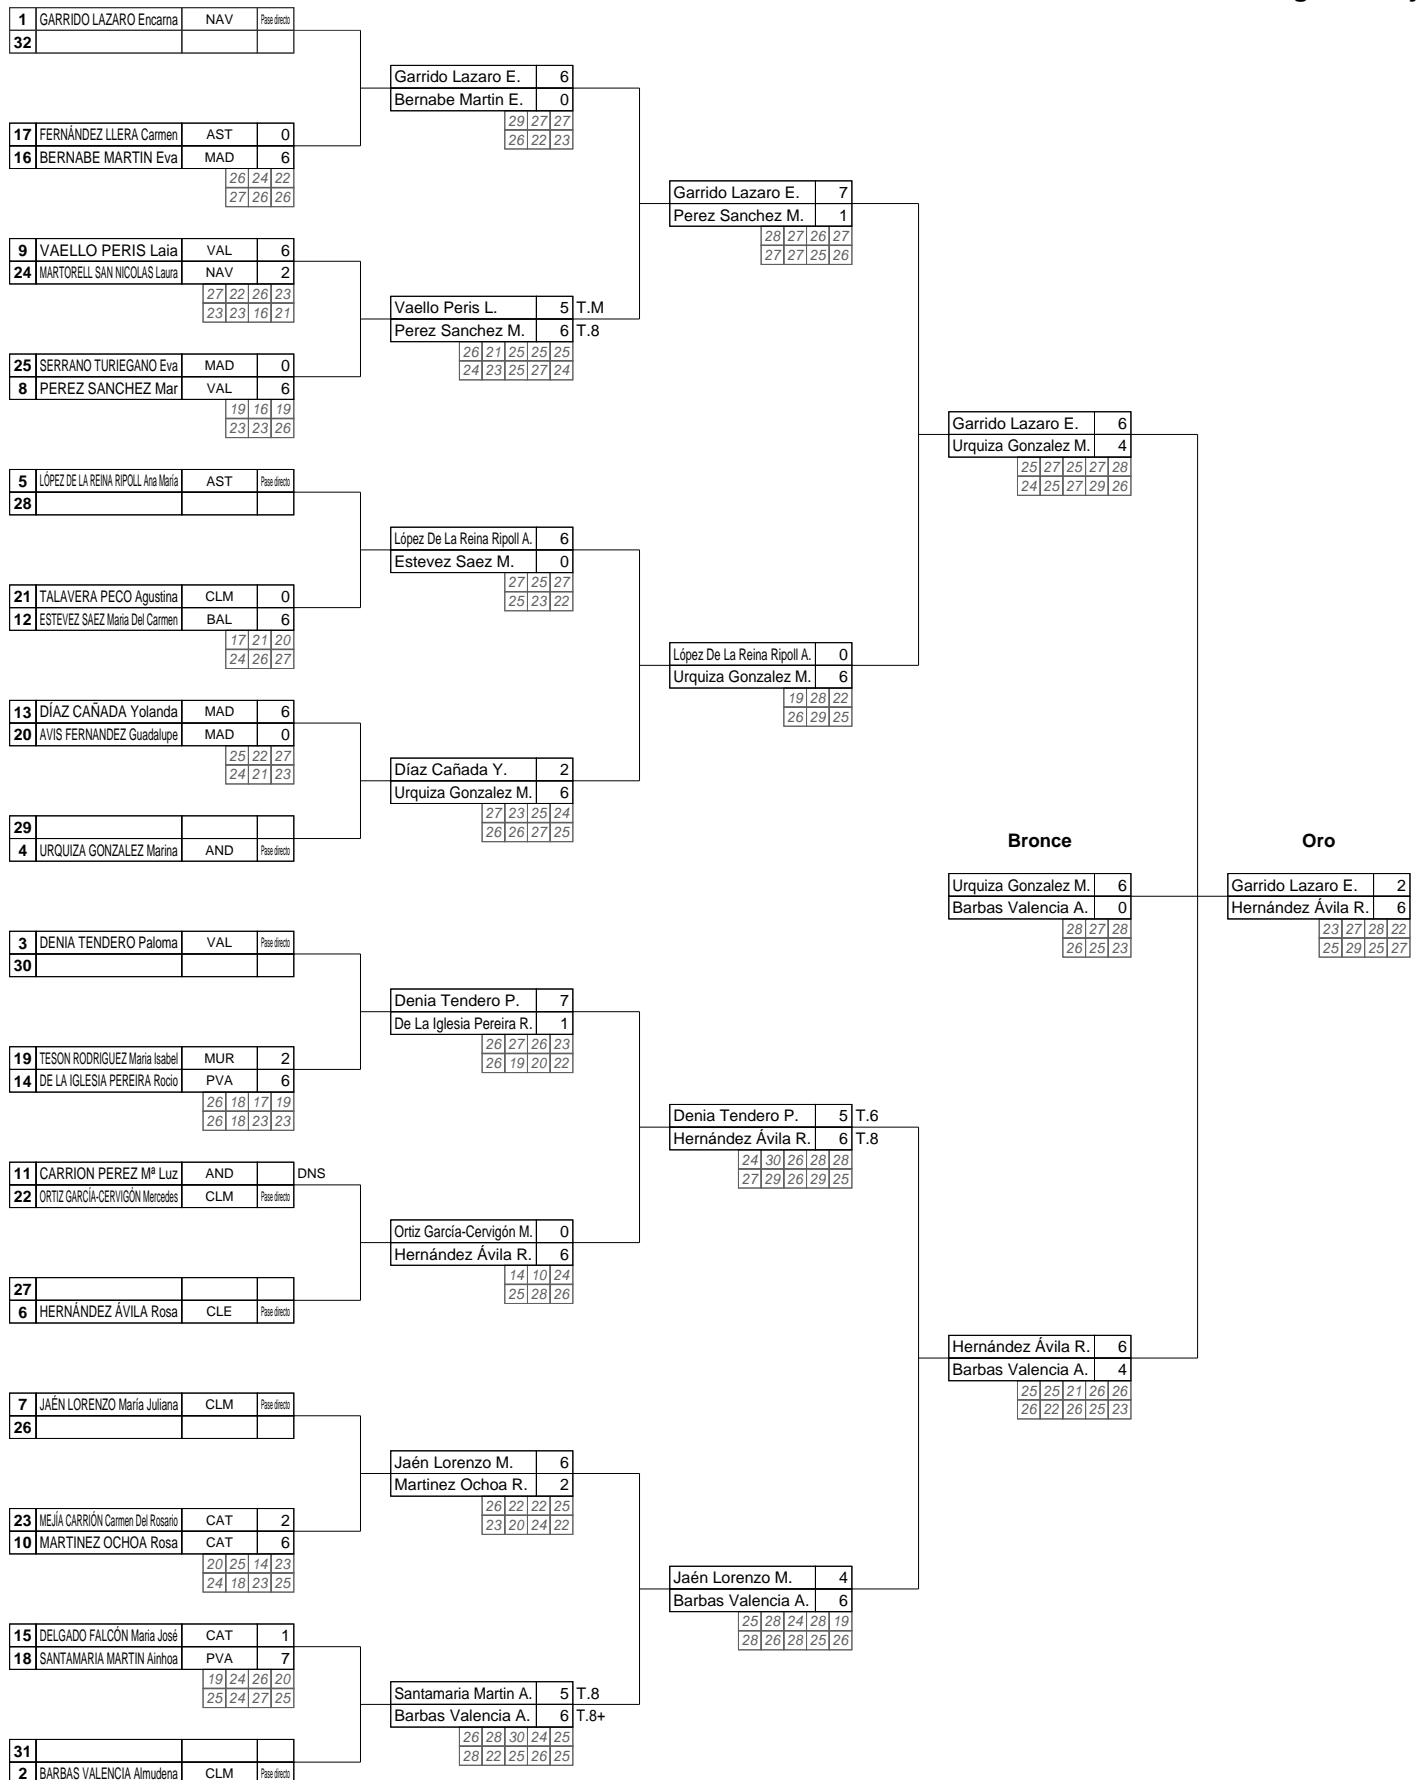 1 GARRIDO LAZARO Encarna NAV Pase directo
32
Garrido Lazaro E. 6
Bernabe Martin E. 0
29 27 27
26 22 23
17 FERNÁNDEZ LLERA Carmen AST 0
16 BERNABE MARTIN Eva MAD 6
26 24 22
27 26 26
Garrido Lazaro E. 7
Perez Sanchez M. 1
28 27 26 27
27 27 25 26
9 VAELLO PERIS Laia VAL 6
24 MARTORELL SAN NICOLAS Laura NAV 2
27 22 26 23
23 23 16 21
Vaello Peris L. 5 T.M
Perez Sanchez M. 6 T.8
26 21 25 25 25
24 23 25 27 24
25 SERRANO TURIEGANO Eva MAD 0
8 PEREZ SANCHEZ Mar VAL 6
19 16 19
23 23 26
Garrido Lazaro E. 6
Urquiza Gonzalez M. 4
25 27 25 27 28
24 25 27 29 26
5 LÓPEZ DE LA REINA RIPOLL Ana María AST Pase directo
28
López De La Reina Ripoll A. 6
Estevez Saez M. 0
27 25 27
25 23 22
21 TALAVERA PECO Agustina CLM 0
12 ESTEVEZ SAEZ Maria Del Carmen BAL 6
17 21 20
24 26 27
López De La Reina Ripoll A. 0
Urquiza Gonzalez M. 6
19 28 22
26 29 25
13 DÍAZ CAÑADA Yolanda MAD 6
20 AVIS FERNANDEZ Guadalupe MAD 0
25 22 27
24 21 23
Díaz Cañada Y. 2
Urquiza Gonzalez M. 6
27 23 25 24
26 26 27 25
29
4 URQUIZA GONZALEZ Marina AND Pase directo
Bronce Oro
Urquiza Gonzalez M. 6
Barbas Valencia A. 0
28 27 28
26 25 23
Garrido Lazaro E. 2
Hernández Ávila R. 6
23 27 28 22
25 29 25 27
3 DENIA TENDERO Paloma VAL Pase directo
30
Denia Tendero P. 7
De La Iglesia Pereira R. 1
26 27 26 23
26 19 20 22
19 TESON RODRIGUEZ Maria Isabel MUR 2
14 DE LA IGLESIA PEREIRA Rocio PVA 6
26 18 17 19
26 18 23 23
Denia Tendero P. 5 T.6
Hernández Ávila R. 6 T.8
24 30 26 28 28
27 29 26 29 25
11 CARRION PEREZ Mª Luz AND DNS
22 ORTIZ GARCÍA-CERVIGÓN Mercedes CLM Pase directo
Ortiz García-Cervigón M. 0
Hernández Ávila R. 6
14 10 24
25 28 26
27
6 HERNÁNDEZ ÁVILA Rosa CLE Pase directo
Hernández Ávila R. 6
Barbas Valencia A. 4
25 25 21 26 26
26 22 26 25 23
7 JAÉN LORENZO María Juliana CLM Pase directo
26
Jaén Lorenzo M. 6
Martinez Ochoa R. 2
26 22 22 25
23 20 24 22
23 MEJÍA CARRIÓN Carmen Del Rosario CAT 2
10 MARTINEZ OCHOA Rosa CAT 6
20 25 14 23
24 18 23 25
Jaén Lorenzo M. 4
Barbas Valencia A. 6
25 28 24 28 19
28 26 28 25 26
15 DELGADO FALCÓN Maria José CAT 1
18 SANTAMARIA MARTIN Ainhoa PVA 7
19 24 26 20
25 24 27 25
Santamaria Martin A. 5 T.8
Barbas Valencia A. 6 T.8+
26 28 30 24 25
28 22 25 26 25
31
2 BARBAS VALENCIA Almudena CLM Pase directo